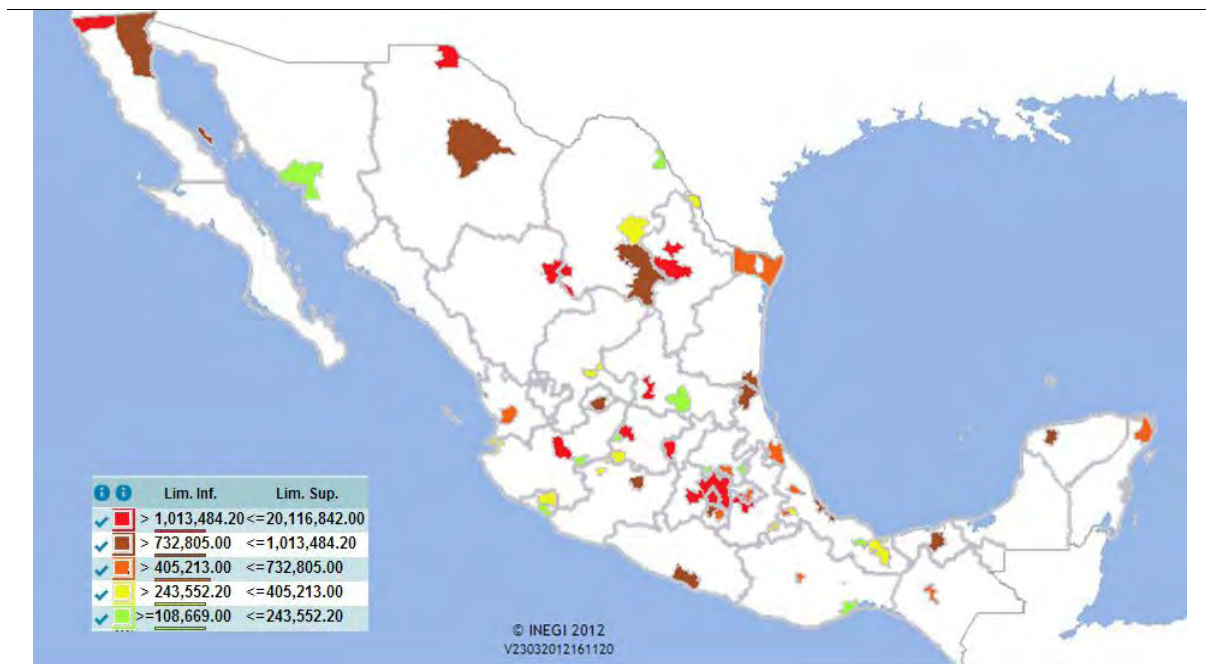 Lim. Inf. Lim. Sup.
> 1,013,484.20 <=20,116,842.00
> 732,805.00 <=1,013,484.20
> 405,213.00 <=732,805.00
> 243,552.20 <=405,213.00
>=108,669.00 <=243,552.20
© INEGI 2012
V23032012161120